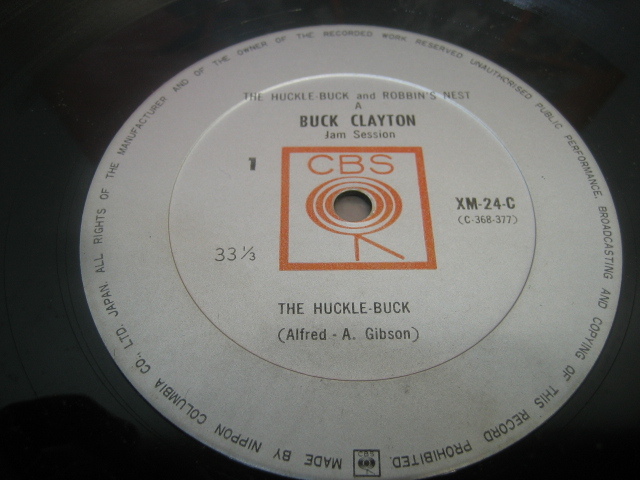 THE HUCKLE-BUCK and ROBBIN'S NEST
A
BUCK CLAYTON
Jam Session
1
CBS
XM-24-C
(C-368-377)
33 1/3
THE HUCKLE-BUCK
(Alfred - A. Gibson)
MADE BY NIPPON COLUMBIA CO., LTD. JAPAN. ALL RIGHTS OF THE MANUFACTURER AND OF THE OWNER OF THE RECORDED WORK RESERVED UNAUTHORISED PUBLIC PERFORMANCE, BROADCASTING AND COPYING OF THIS RECORD PROHIBITED.
CBS